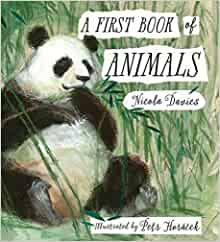 A FIRST BOOK of
ANIMALS
Nicola Davies
Illustrated by Petr Horáček